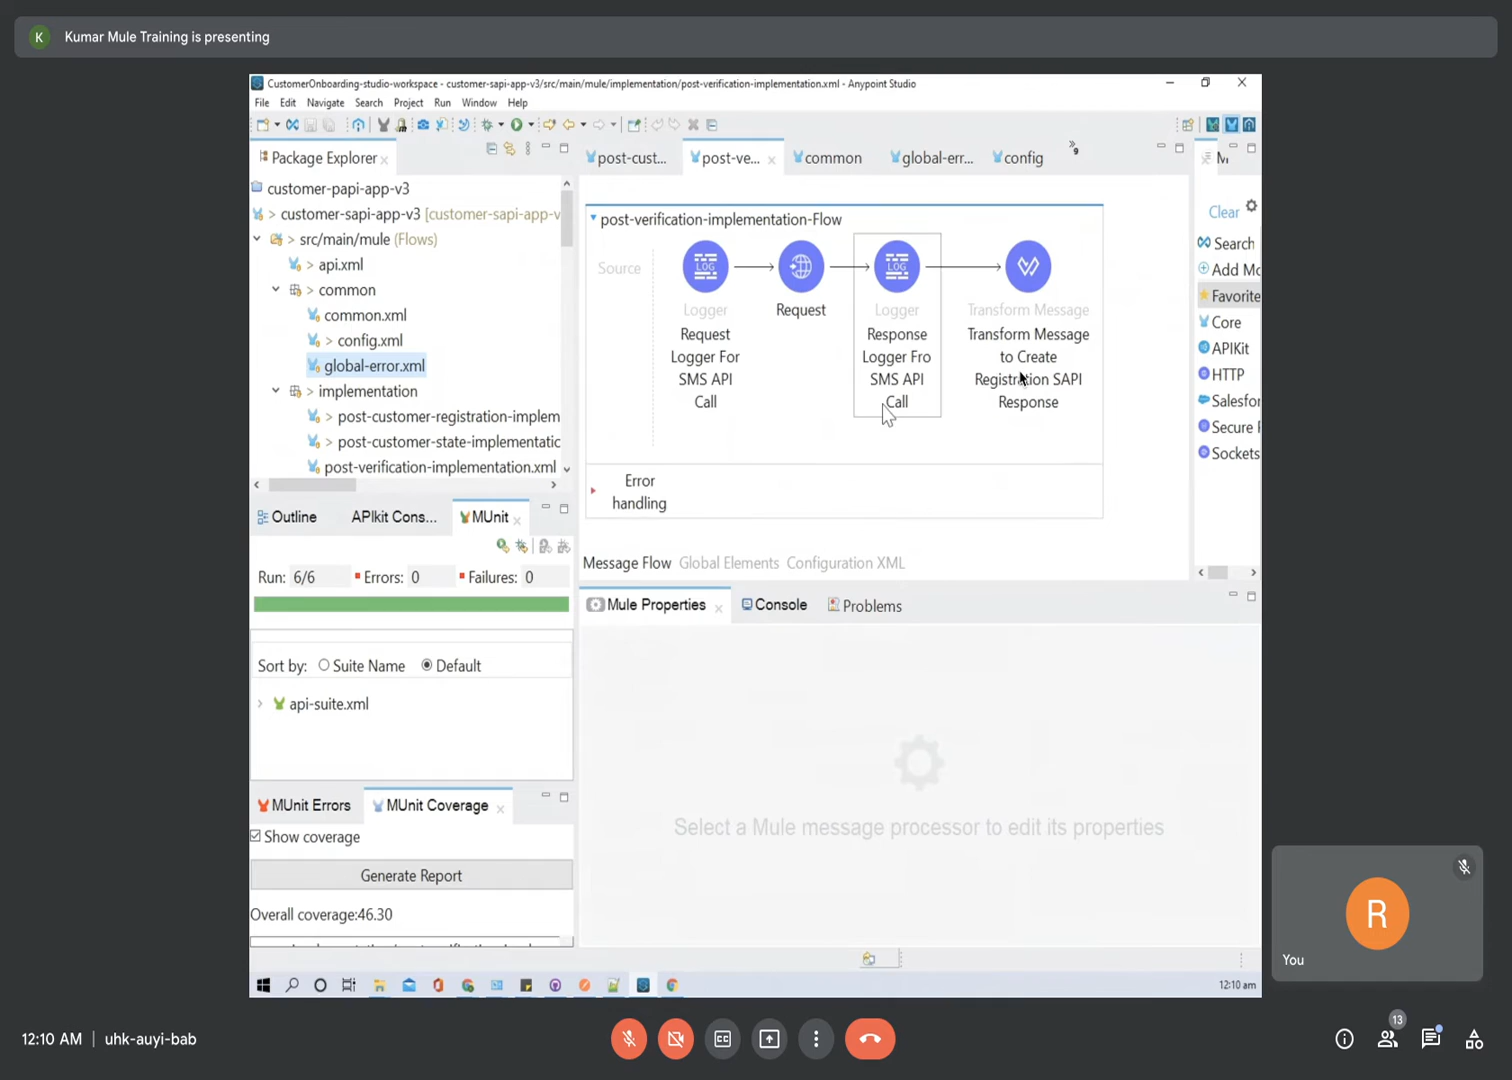 K Kumar Mule Training is presenting
CustomerOnboarding-studio-workspace - customer-sapi-app-v3/src/main/mule/implementation/post-verification-implementation.xml - Anypoint Studio
File Edit Navigate Search Project Run Window Help
Package Explorer
customer-papi-app-v3
> customer-sapi-app-v3 [customer-sapi-app-v
> src/main/mule (Flows)
> api.xml
> common
common.xml
> config.xml
global-error.xml
> implementation
> post-customer-registration-implem
> post-customer-state-implementatic
post-verification-implementation.xml
post-cust... post-ve... common global-err... config 9
post-verification-implementation-Flow
Source
LOG
Logger
Request
Logger For
SMS API
Call
Request
LOG
Logger
Response
Logger Fro
SMS API
Call
Transform Message
Transform Message
to Create
Registration SAPI
Response
Error
handling
Message Flow Global Elements Configuration XML
M
Clear
Search
Add Mo
Favorite
Core
APIKit
HTTP
Salesfor
Secure
Sockets
Outline APIkit Cons... MUnit
Run: 6/6 Errors: 0 Failures: 0
Sort by: Suite Name Default
api-suite.xml
MUnit Errors MUnit Coverage
Show coverage
Generate Report
Overall coverage:46.30
Mule Properties Console Problems
Select a Mule message processor to edit its properties
12:10 am
R
You
12:10 AM | uhk-auyi-bab
13